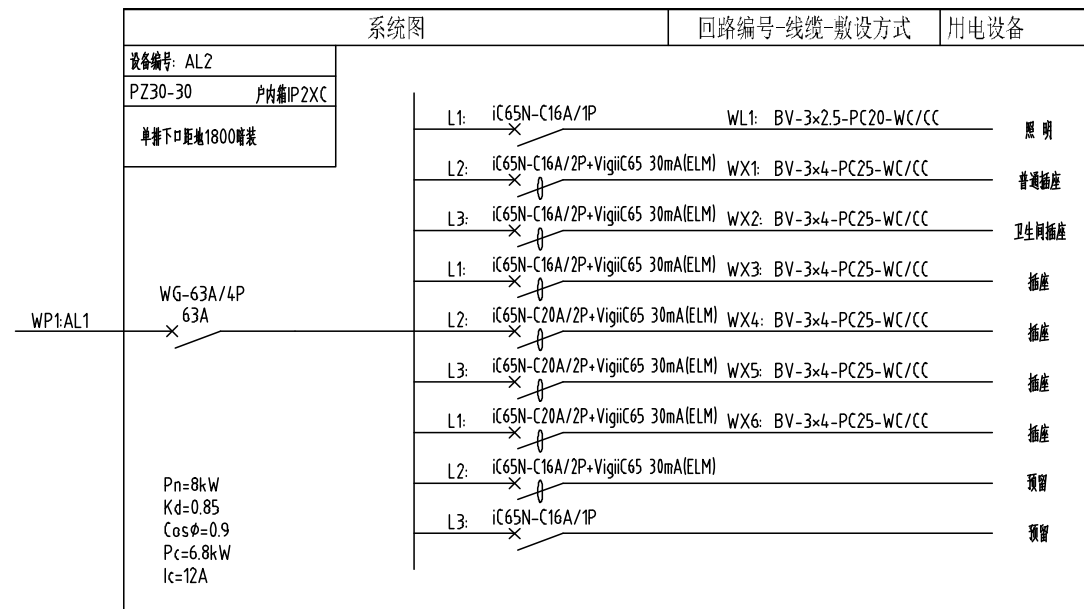 系统图 回路编号-线缆-敷设方式 用电设备
设备编号: AL2
PZ30-30 户内箱IP2XC
单排下口距地1800暗装
L1: iC65N-C16A/1P WL1: BV-3×2.5-PC20-WC/CC 照明
L2: iC65N-C16A/2P+VigiiC65 30mA(ELM) WX1: BV-3×4-PC25-WC/CC 普通插座
L3: iC65N-C16A/2P+VigiiC65 30mA(ELM) WX2: BV-3×4-PC25-WC/CC 卫生间插座
L1: iC65N-C16A/2P+VigiiC65 30mA(ELM) WX3: BV-3×4-PC25-WC/CC 插座
WG-63A/4P
WP1:AL1 63A
L2: iC65N-C20A/2P+VigiiC65 30mA(ELM) WX4: BV-3×4-PC25-WC/CC 插座
L3: iC65N-C20A/2P+VigiiC65 30mA(ELM) WX5: BV-3×4-PC25-WC/CC 插座
L1: iC65N-C20A/2P+VigiiC65 30mA(ELM) WX6: BV-3×4-PC25-WC/CC 插座
L2: iC65N-C16A/2P+VigiiC65 30mA(ELM) 预留
L3: iC65N-C16A/1P 预留
Pn=8kW
Kd=0.85
Cosφ=0.9
Pc=6.8kW
Ic=12A